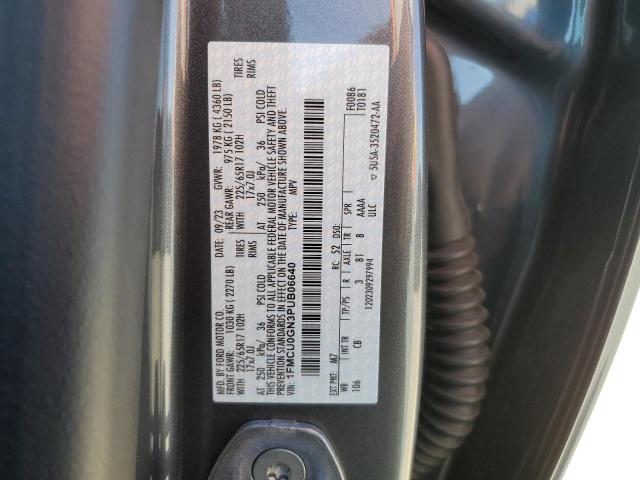 MFD. BY FORD MOTOR CO. 09/23 GVWR: 1978 KG ( 4360 LB)
FRONT GAWR: 1030 KG ( 2270 LB) REAR GAWR: 975 KG ( 2150 LB)
WITH 225/65R17 102H TIRES WITH 225/65R17 102H TIRES
17x7.0J RIMS 17x7.0J RIMS
AT 250 kPa/ 36 PSI COLD AT 250 kPa/ 36 PSI COLD
THIS VEHICLE CONFORMS TO ALL APPLICABLE FEDERAL MOTOR VEHICLE SAFETY AND THEFT
PREVENTION STANDARDS IN EFFECT ON THE DATE OF MANUFACTURE SHOWN ABOVE.
VIN: 1FMCU0GN3PUB06640 TYPE: MPV
F0086
T0181
EXT PNT: M7 RC: 52 DSO:
WB INT TR TP/PS R AXLE TR SPR
106 CB 3 81 8 AAAA
ULC
1202309297994 ▽ 5U5A-3520472-AA